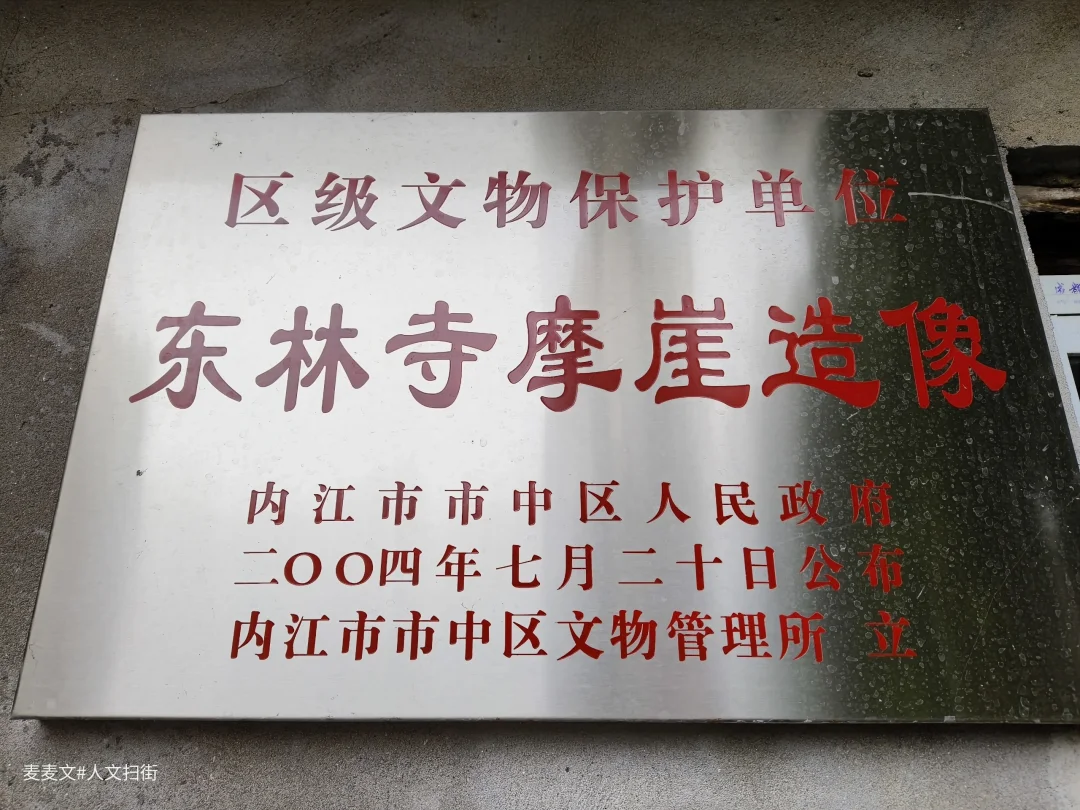 区级文物保护单位
东林寺摩崖造像
内江市市中区人民政府
二〇〇四年七月二十日公布
内江市市中区文物管理所 立
麦麦文#人文扫街